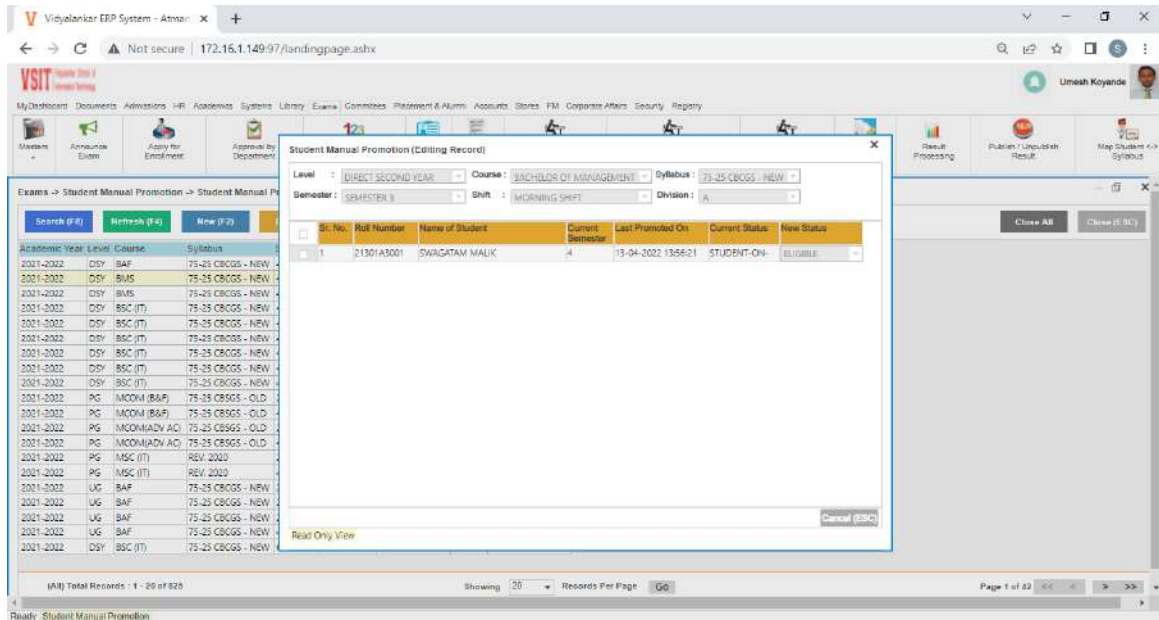 Vidyalankar ERP System - Atmar
Not secure | 172.16.1.149:97/landingpage.ashx
VSIT
Umesh Koyande
MyDashboard Documents Admissions HR Academics Systems Library Exams Committees Placement & Alumni Accounts Stores FM Corporate Affairs Security Registry
Masters
Announce Exam
Apply for Enrolment
Approval by Department
123
Result Processing
Publish / Unpublish Result
Map Student <-> Syllabus
Exams -> Student Manual Promotion -> Student Manual Pr
Search (F8) Refresh (F4) New (F2)
Close All Close (ESC)
Student Manual Promotion (Editing Record)
Level : DIRECT SECOND YEAR Course : BACHELOR OF MANAGEMENT Syllabus : 75-25 CBCGS - NEW
Semester : SEMESTER 3 Shift : MORNING SHIFT Division : A
Sr. No. Roll Number Name of Student Current Semester Last Promoted On Current Status New Status
1 21301A3001 SWAGATAM MALIK 4 13-04-2022 13:56:21 STUDENT-ON- ELIGIBLE
Cancel (ESC)
Read Only View
Academic Year Level Course Syllabus
2021-2022 DSY BAF 75-25 CBCGS - NEW
2021-2022 DSY BMS 75-25 CBCGS - NEW
2021-2022 DSY BMS 75-25 CBCGS - NEW
2021-2022 DSY BSC (IT) 75-25 CBCGS - NEW
2021-2022 DSY BSC (IT) 75-25 CBCGS - NEW
2021-2022 DSY BSC (IT) 75-25 CBCGS - NEW
2021-2022 DSY BSC (IT) 75-25 CBCGS - NEW
2021-2022 DSY BSC (IT) 75-25 CBCGS - NEW
2021-2022 DSY BSC (IT) 75-25 CBCGS - NEW
2021-2022 PG MCOM (B&F) 75-25 CBSGS - OLD
2021-2022 PG MCOM (B&F) 75-25 CBSGS - OLD
2021-2022 PG MCOM(ADV AC) 75-25 CBSGS - OLD
2021-2022 PG MCOM(ADV AC) 75-25 CBSGS - OLD
2021-2022 PG MSC (IT) REV. 2020
2021-2022 PG MSC (IT) REV. 2020
2021-2022 UG BAF 75-25 CBCGS - NEW
2021-2022 UG BAF 75-25 CBCGS - NEW
2021-2022 UG BAF 75-25 CBCGS - NEW
2021-2022 UG BAF 75-25 CBCGS - NEW
2021-2022 DSY BSC (IT) 75-25 CBCGS - NEW
(All) Total Records : 1 - 20 of 825 Showing 20 Records Per Page Go Page 1 of 42 << < > >>
Ready Student Manual Promotion